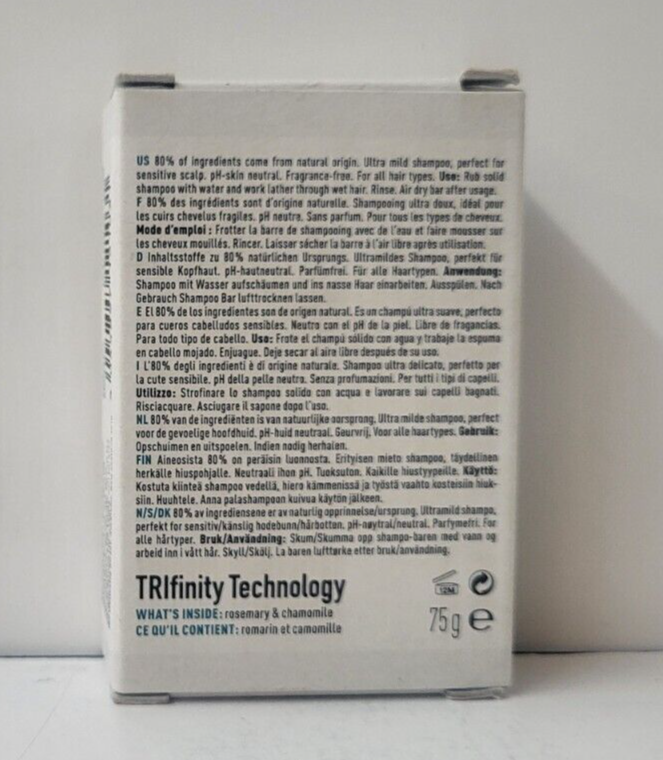 US 80% of ingredients come from natural origin. Ultra mild shampoo, perfect for
sensitive scalp. pH-skin neutral. Fragrance-free. For all hair types. Use: Rub solid
shampoo with water and work lather through wet hair. Rinse. Air dry bar after usage.
F 80% des ingrédients sont d'origine naturelle. Shampooing ultra doux, idéal pour
les cuirs chevelus fragiles. pH neutre. Sans parfum. Pour tous les types de cheveux.
Mode d'emploi : Frotter la barre de shampooing avec de l'eau et faire mousser sur
les cheveux mouillés. Rincer. Laisser sécher la barre à l'air libre après utilisation.
D Inhaltsstoffe zu 80% natürlichen Ursprungs. Ultramildes Shampoo, perfekt für
sensible Kopfhaut. pH-hautneutral. Parfümfrei. Für alle Haartypen. Anwendung:
Shampoo mit Wasser aufschäumen und ins nasse Haar einarbeiten. Ausspülen. Nach
Gebrauch Shampoo Bar lufttrocknen lassen.
E El 80% de los ingredientes son de origen natural. Es un champú ultra suave, perfecto
para cueros cabelludos sensibles. Neutro con el pH de la piel. Libre de fragancias.
Para todo tipo de cabello. Uso: Frote el champú sólido con agua y trabaje la espuma
en cabello mojado. Enjuague. Deje secar al aire libre después de su uso.
I L'80% degli ingredienti è di origine naturale. Shampoo ultra delicato, perfetto per
la cute sensibile. pH della pelle neutro. Senza profumazioni. Per tutti i tipi di capelli.
Utilizzo: Strofinare lo shampoo solido con acqua e lavorare sui capelli bagnati.
Risciacquare. Asciugare il sapone dopo l'uso.
NL 80% van de ingrediënten is van natuurlijke oorsprong. Ultra milde shampoo, perfect
voor de gevoelige hoofdhuid. pH-huid neutraal. Geurvrij. Voor alle haartypes. Gebruik:
Opschuimen en uitspoelen. Indien nodig herhalen.
FIN Aineosista 80% on peräisin luonnosta. Erityisen mieto shampoo, täydellinen
herkälle hiuspohjalle. Neutraali ihon pH. Tuoksuton. Kaikille hiustyypeille. Käyttö:
Kostuta kiinteä shampoo vedellä, hiero kämmenissä ja työstä vaahto kosteisiin hiuk-
siin. Huuhtele. Anna palashampoon kuivua käytön jälkeen.
N/S/DK 80% av ingrediensene er av naturlig opprinnelse/ursprung. Ultramild shampo,
perfekt for sensitiv/känslig hodebunn/hårbotten. pH-nøytral/neutral. Parfymefri. For
alle hårtyper. Bruk/Användning: Skum/Skumma opp shampo-baren med vann og
arbeid inn i vått hår. Skyll/Skölj. La baren lufttørke etter bruk/användning.
TRIfinity Technology
WHAT'S INSIDE: rosemary & chamomile
CE QU'IL CONTIENT: romarin et camomille
12M
75 g e